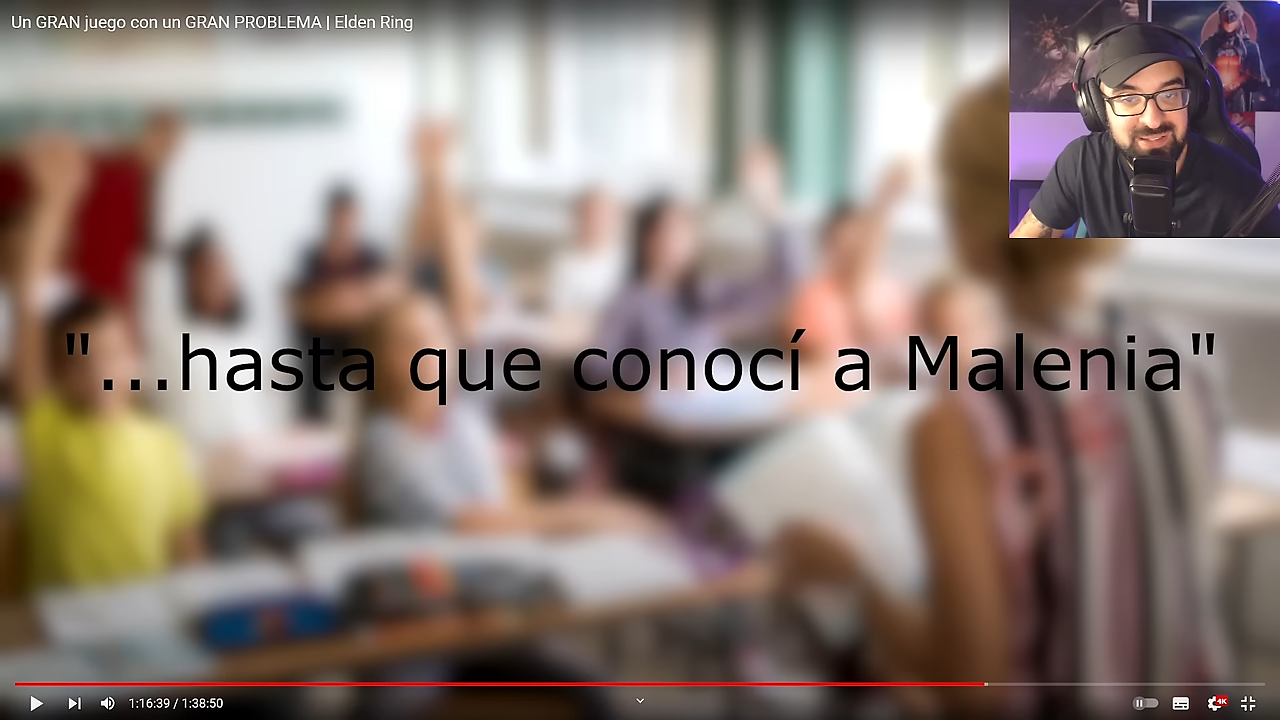 Un GRAN juego con un GRAN PROBLEMA | Elden Ring
"...hasta que conocí a Malenia"
1:16:39 / 1:38:50
4K